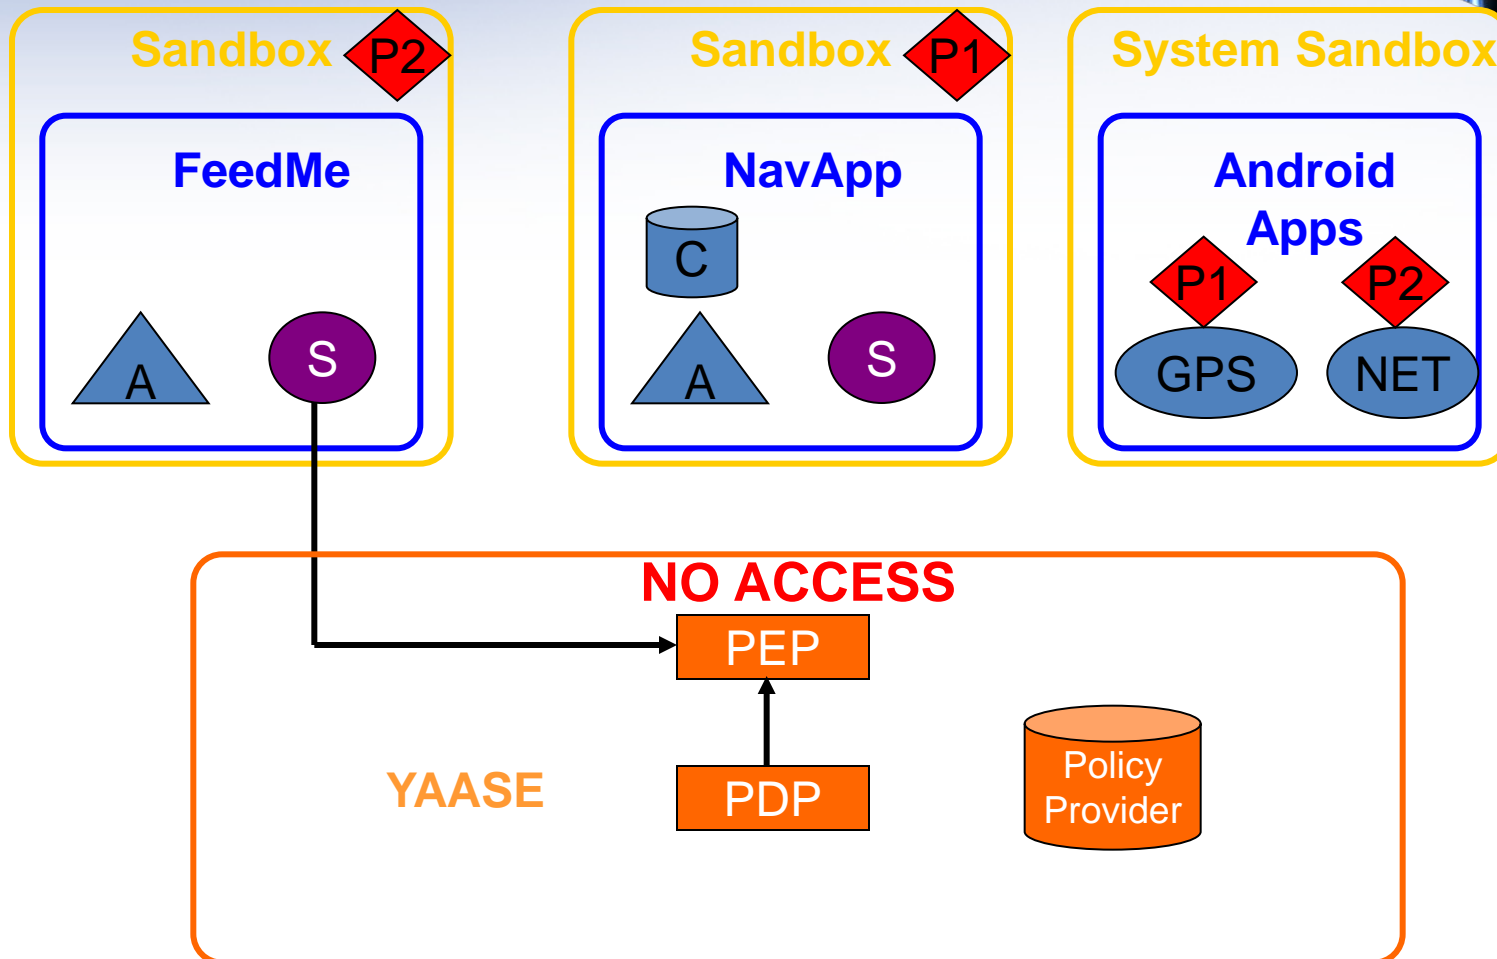 Sandbox
P2
Sandbox
P1
System Sandbox
FeedMe
NavApp
Android
Apps
C
P1
P2
A
S
A
S
GPS
NET
NO ACCESS
PEP
YAASE
PDP
Policy
Provider